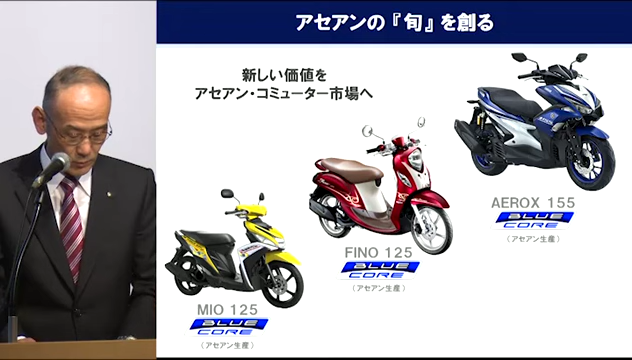 アセアンの『旬』を創る
新しい価値を
アセアン・コミューター市場へ
AEROX 155
BLUE
CORE
(アセアン生産)
FINO 125
BLUE
CORE
(アセアン生産)
MIO 125
BLUE
CORE
(アセアン生産)